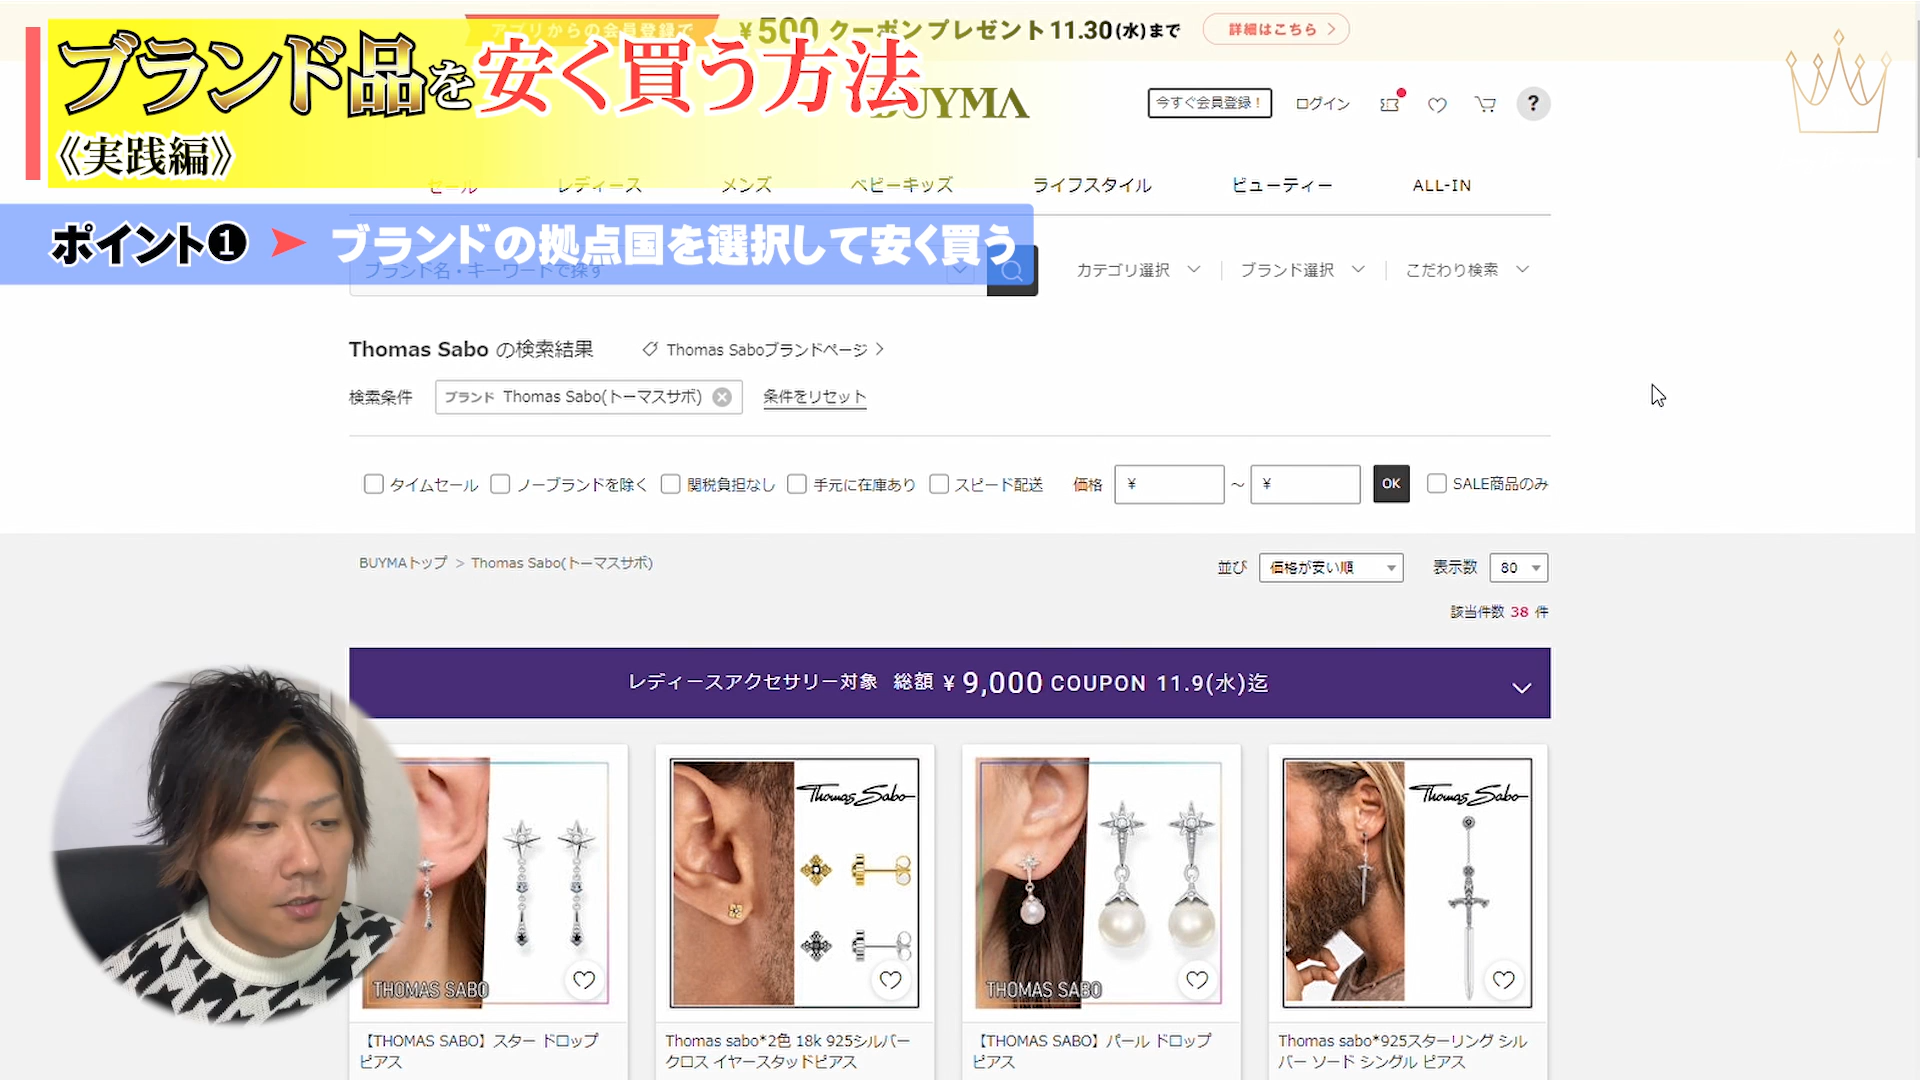 アプリからの会員登録で ¥500 クーポンプレゼント 11.30(水)まで 詳細はこちら
ブランド品を安く買う方法
《実践編》
BUYMA
今すぐ会員登録！ ログイン ?
セール レディース メンズ ベビーキッズ ライフスタイル ビューティー ALL-IN
ポイント❶ ➤ ブランドの拠点国を選択して安く買う
ブランド名・キーワードで探す カテゴリ選択 ブランド選択 こだわり検索
Thomas Sabo の検索結果 Thomas Saboブランドページ
検索条件 ブランド Thomas Sabo(トーマスサボ) 条件をリセット
タイムセール ノーブランドを除く 関税負担なし 手元に在庫あり スピード配送 価格 ¥ ～ ¥ OK SALE商品のみ
BUYMAトップ > Thomas Sabo(トーマスサボ) 並び 価格が安い順 表示数 80
該当件数 38 件
レディースアクセサリー対象 総額 ¥ 9,000 COUPON 11.9(水)迄
Thomas Sabo
Thomas Sabo
THOMAS SABO
THOMAS SABO
【THOMAS SABO】スター ドロップ
ピアス
Thomas sabo*2色 18k 925シルバー
クロス イヤースタッドピアス
【THOMAS SABO】パール ドロップ
ピアス
Thomas sabo*925スターリング シル
バー ソード シングル ピアス